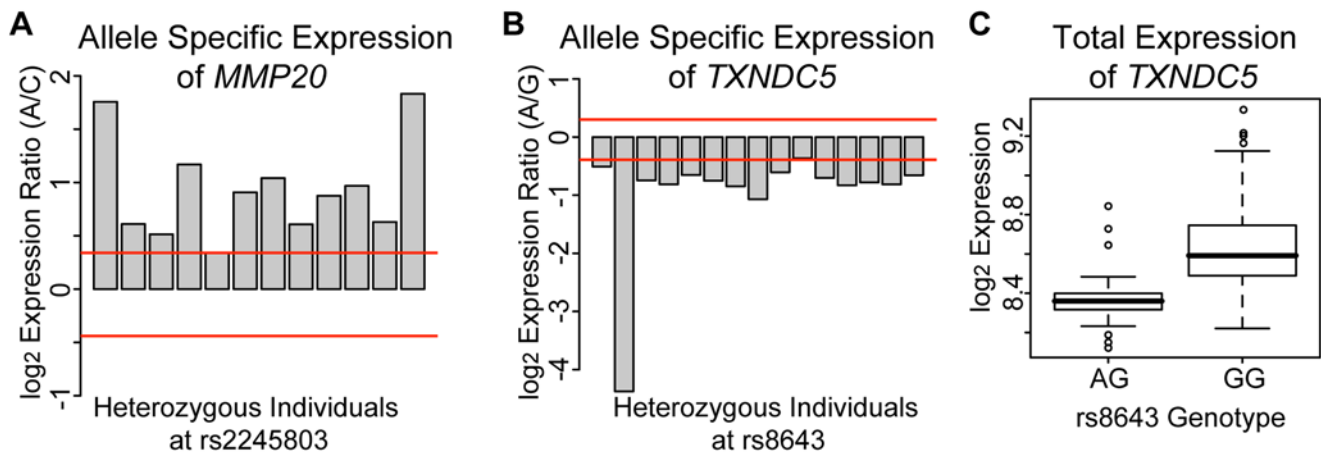 A
Allele Specific Expression
of MMP20
log2 Expression Ratio (A/C)
2
1
0
-1
Heterozygous Individuals
at rs2245803
B
Allele Specific Expression
of TXNDC5
log2 Expression Ratio (A/G)
1
0
-1
-2
-3
-4
Heterozygous Individuals
at rs8643
C
Total Expression
of TXNDC5
log2 Expression
9.2
8.8
8.4
AG GG
rs8643 Genotype